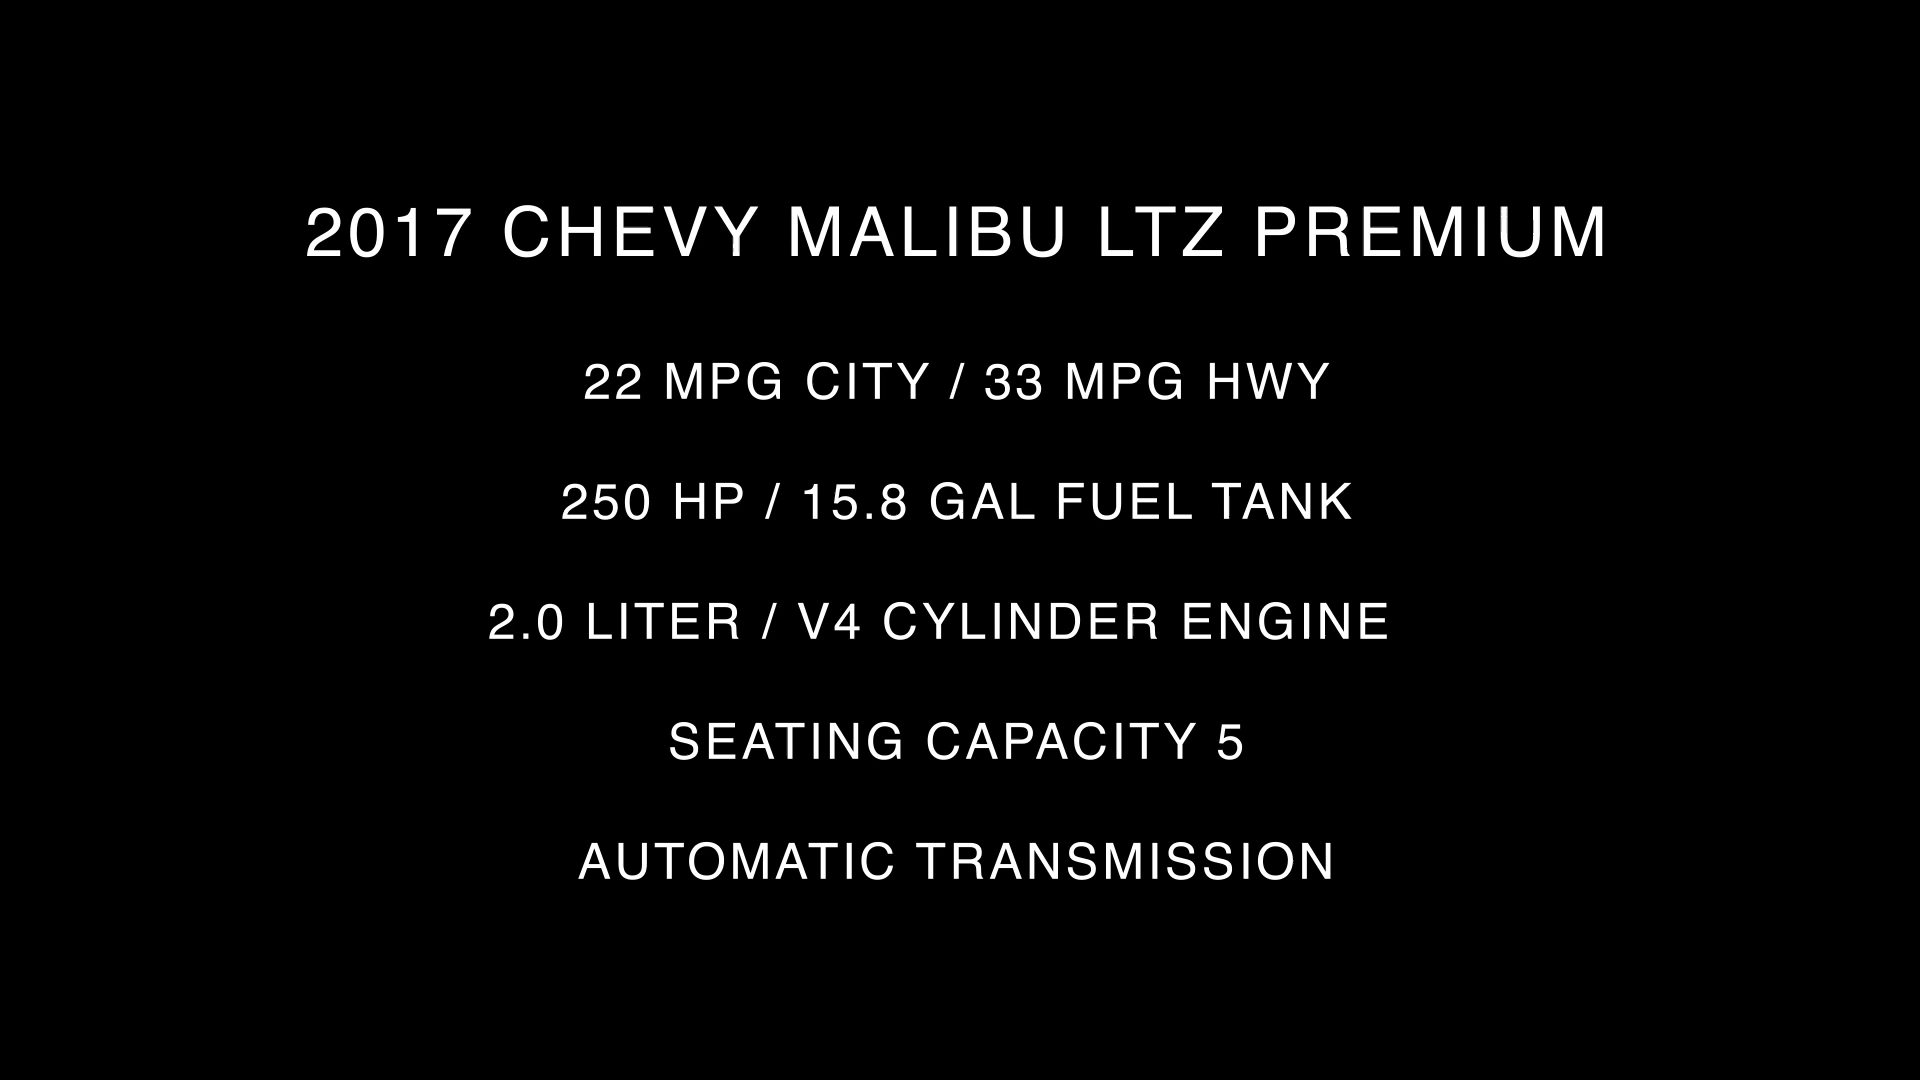 2017 CHEVY MALIBU LTZ PREMIUM
22 MPG CITY / 33 MPG HWY
250 HP / 15.8 GAL FUEL TANK
2.0 LITER / V4 CYLINDER ENGINE
SEATING CAPACITY 5
AUTOMATIC TRANSMISSION